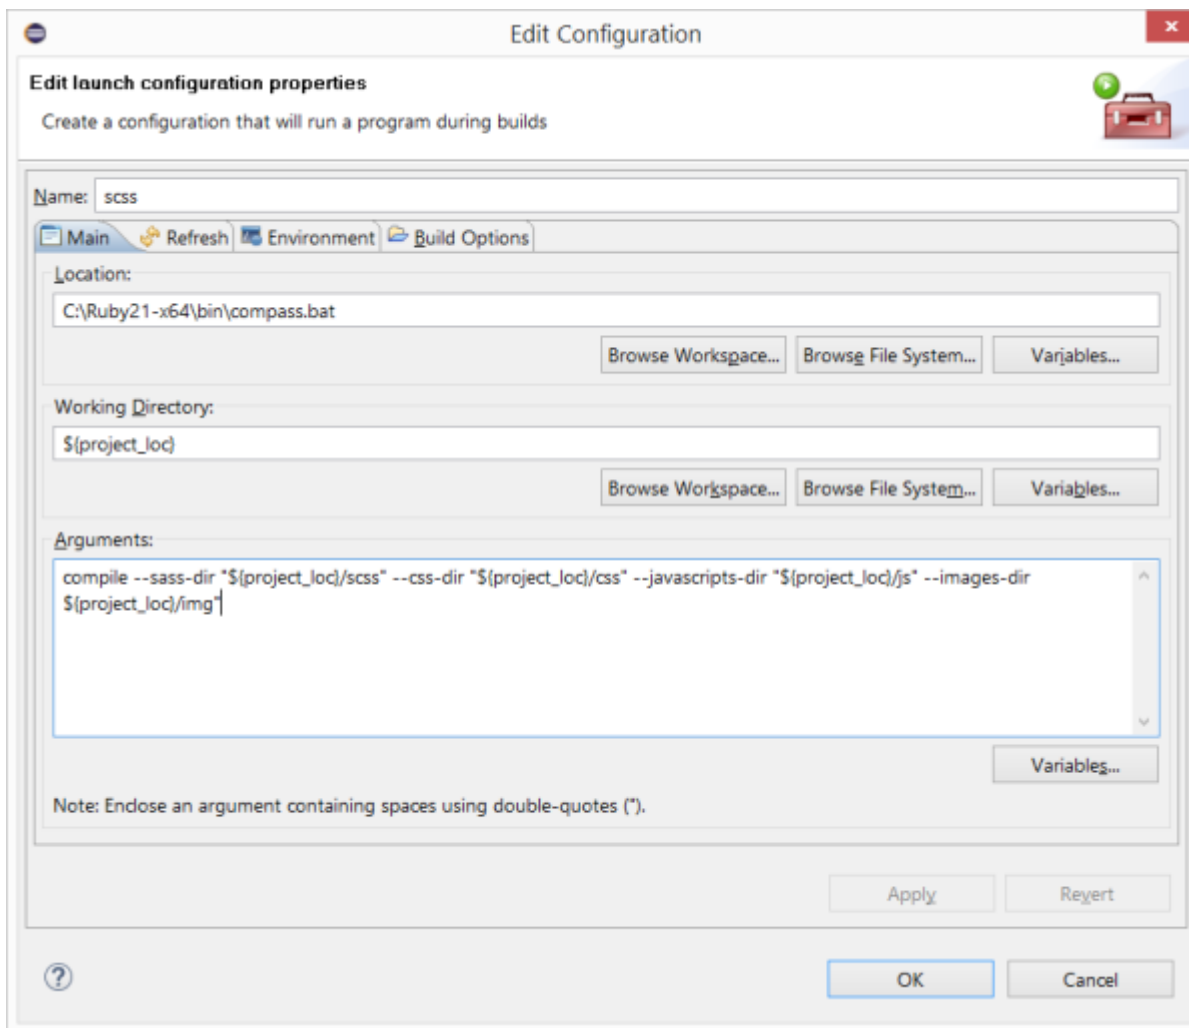 Edit Configuration
x
Edit launch configuration properties
Create a configuration that will run a program during builds
Name: scss
Main Refresh Environment Build Options
Location:
C:\Ruby21-x64\bin\compass.bat
Browse Workspace... Browse File System... Variables...
Working Directory:
${project_loc}
Browse Workspace... Browse File System... Variables...
Arguments:
compile --sass-dir "${project_loc}/scss" --css-dir "${project_loc}/css" --javascripts-dir "${project_loc}/js" --images-dir
${project_loc}/img"
Variables...
Note: Enclose an argument containing spaces using double-quotes (").
Apply Revert
? OK Cancel